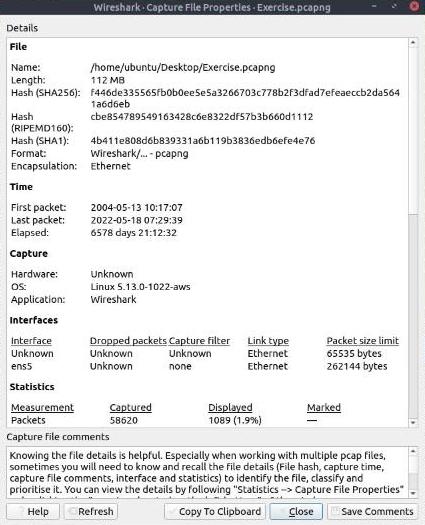 Wireshark · Capture File Properties · Exercise.pcapng
Details
File
Name: /home/ubuntu/Desktop/Exercise.pcapng
Length: 112 MB
Hash (SHA256): f446de335565fb0b0ee5e5a3266703c778b2f3dfad7efeaeccb2da564
1a6d6eb
Hash (RIPEMD160): cbe854789549163428c6e8322df57b3b660d1112
Hash (SHA1): 4b411e808d6b839331a6b119b3836edb6efe4e76
Format: Wireshark/... - pcapng
Encapsulation: Ethernet
Time
First packet: 2004-05-13 10:17:07
Last packet: 2022-05-18 07:29:39
Elapsed: 6578 days 21:12:32
Capture
Hardware: Unknown
OS: Linux 5.13.0-1022-aws
Application: Wireshark
Interfaces
Interface Dropped packets Capture filter Link type Packet size limit
Unknown Unknown Unknown Ethernet 65535 bytes
ens5 Unknown none Ethernet 262144 bytes
Statistics
Measurement Captured Displayed Marked
Packets 58620 1089 (1.9%) —
Capture file comments
Knowing the file details is helpful. Especially when working with multiple pcap files,
sometimes you will need to know and recall the file details (File hash, capture time,
capture file comments, interface and statistics) to identify the file, classify and
prioritise it. You can view the details by following "Statistics --> Capture File Properties"
Help Refresh Copy To Clipboard Close Save Comments